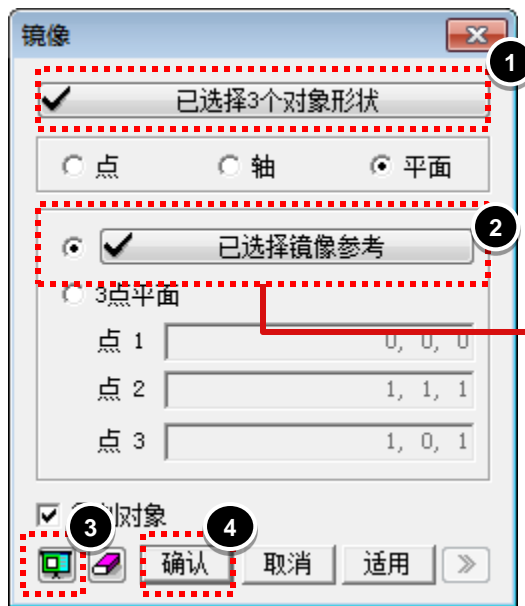 镜像
1
已选择3个对象形状
点 轴 平面
2
已选择镜像参考
3点平面
点 1 0, 0, 0
点 2 1, 1, 1
点 3 1, 0, 1
对象
3 4
确认 取消 适用